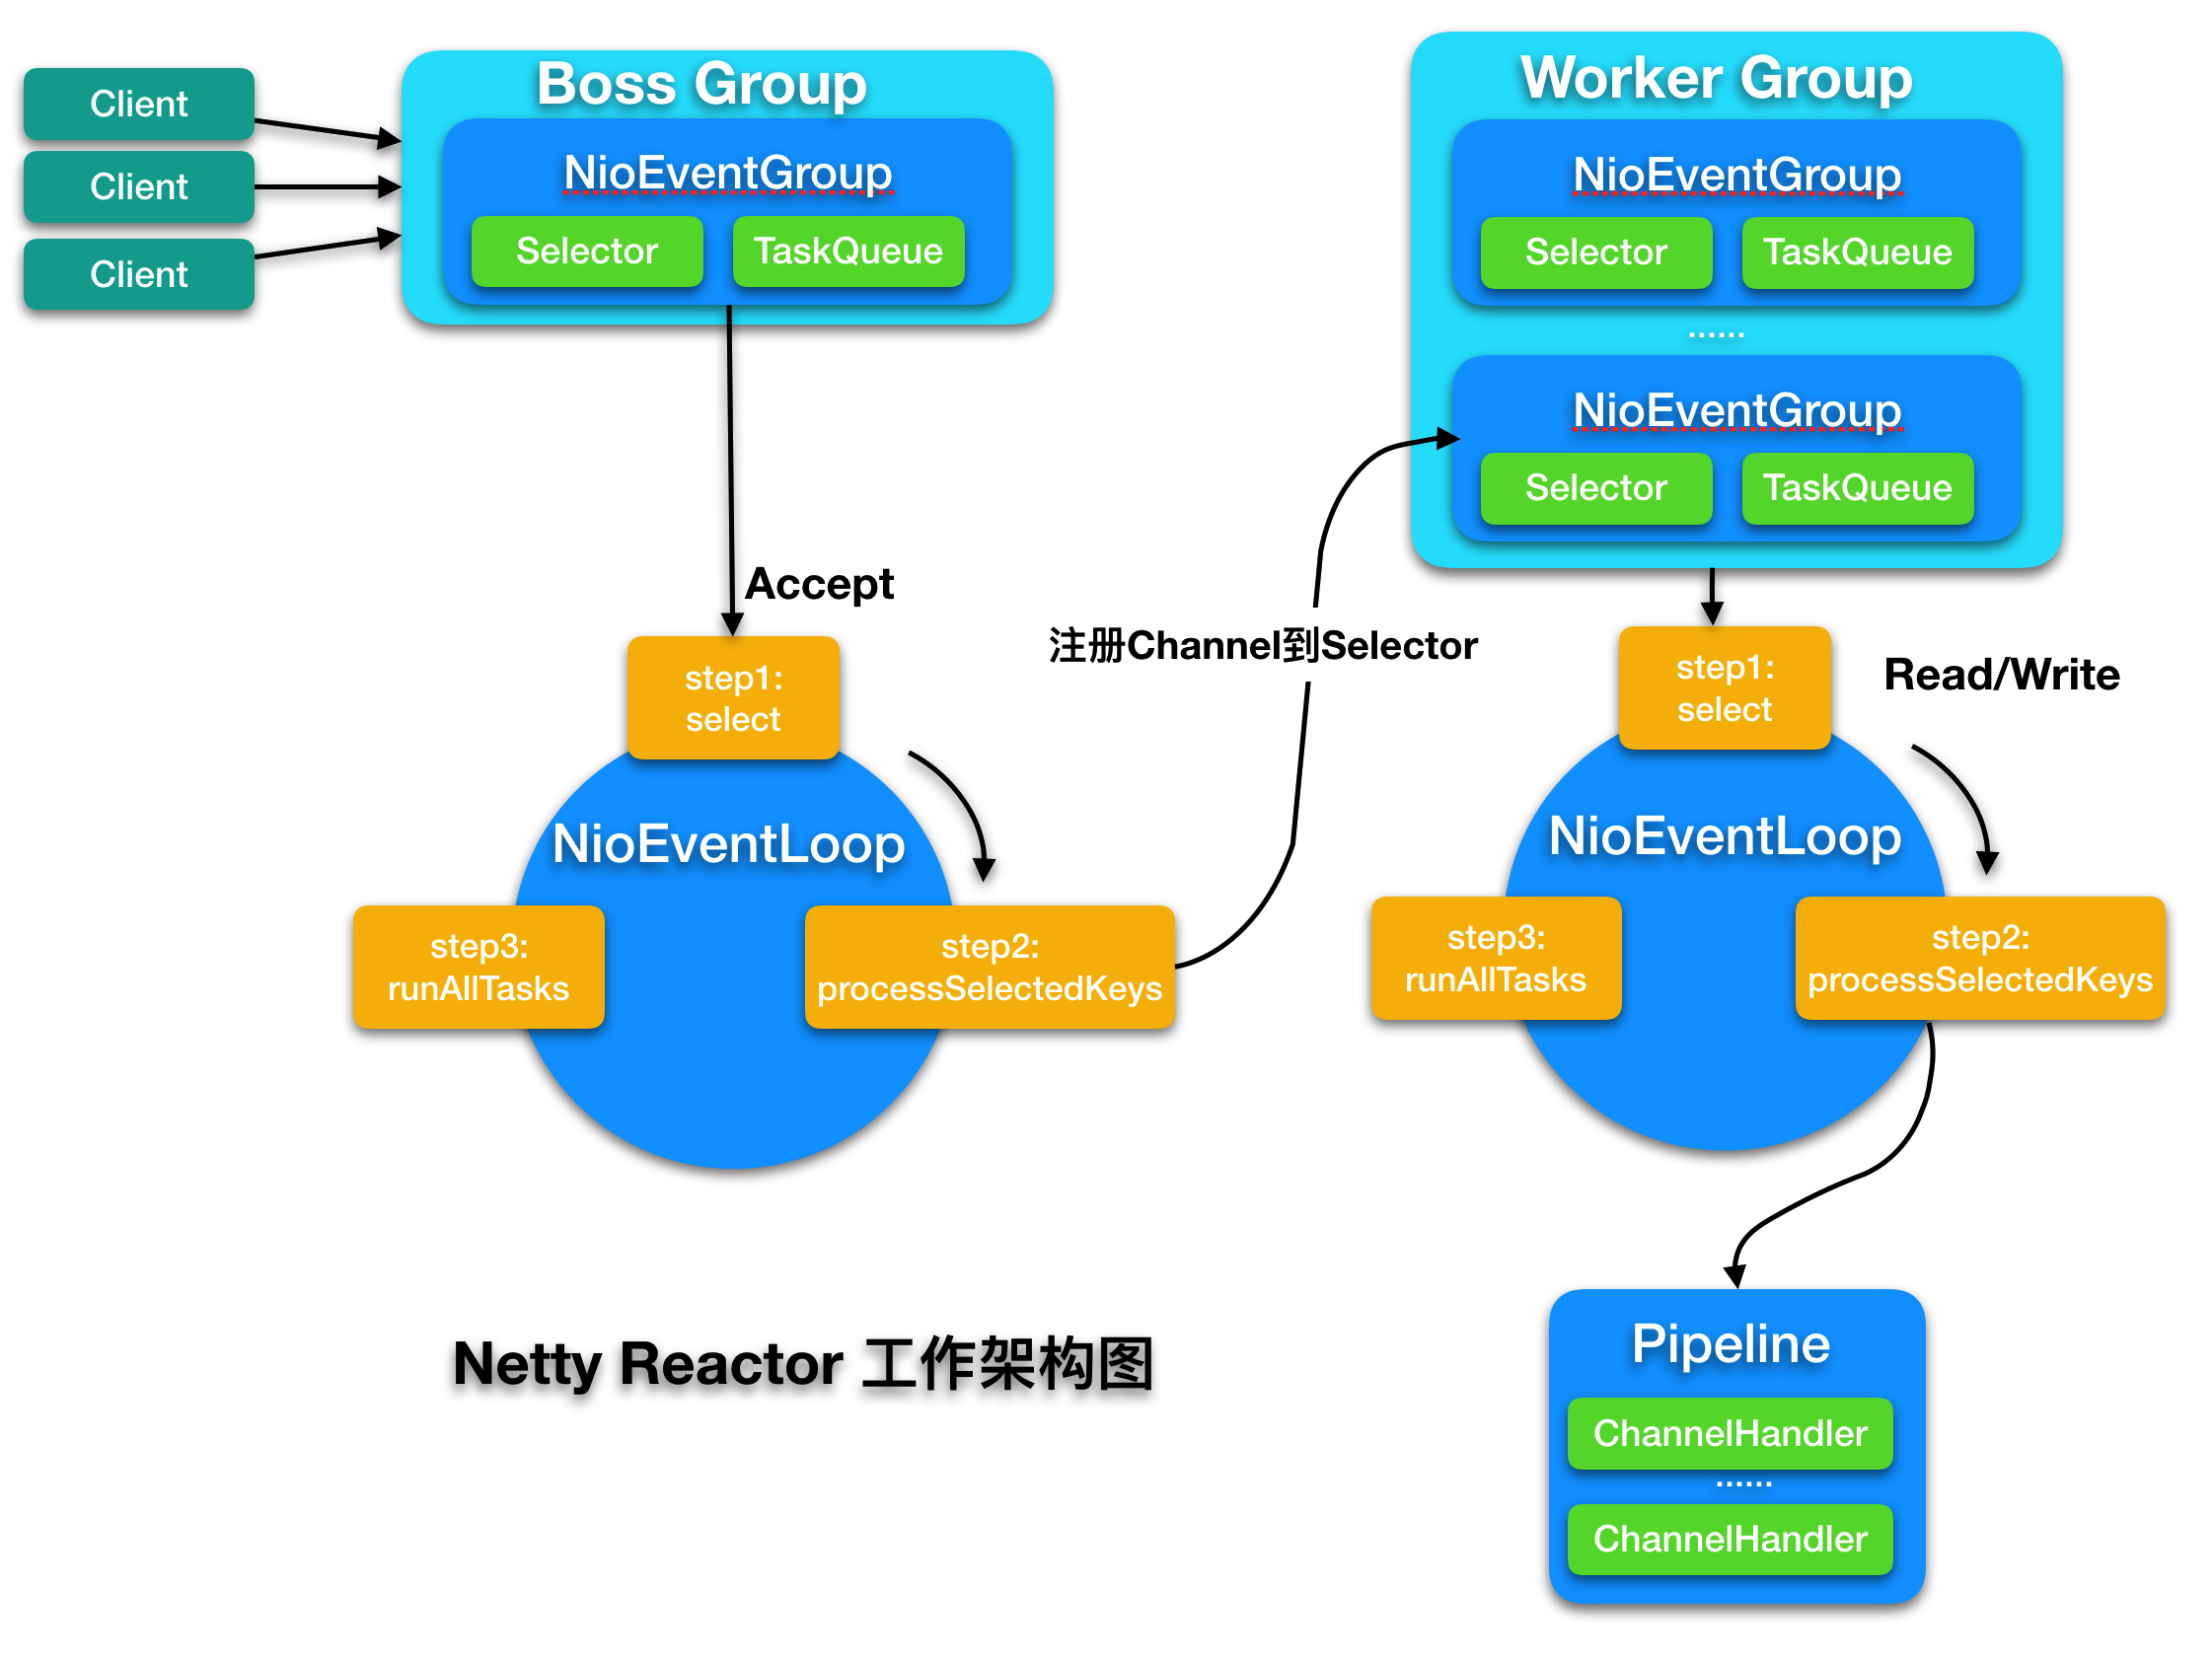 Client
Client
Client
Boss Group
NioEventGroup
Selector
TaskQueue
Accept
step1:
select
NioEventLoop
step2:
processSelectedKeys
step3:
runAllTasks
注册Channel到Selector
Worker Group
NioEventGroup
Selector
TaskQueue
......
NioEventGroup
Selector
TaskQueue
step1:
select
Read/Write
NioEventLoop
step2:
processSelectedKeys
step3:
runAllTasks
Pipeline
ChannelHandler
......
ChannelHandler
Netty Reactor 工作架构图